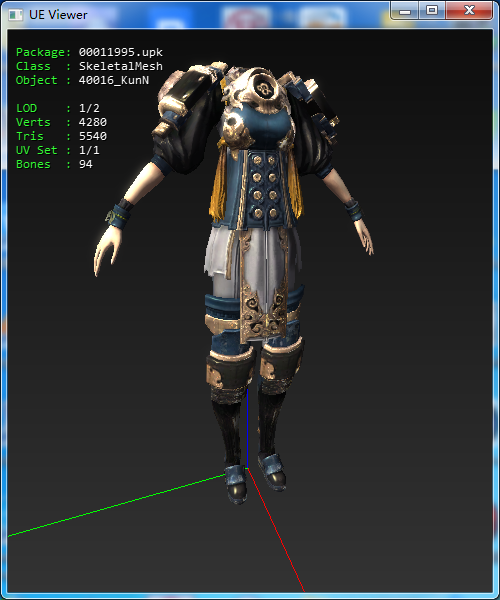 UE Viewer
Package: 00011995.upk
Class : SkeletalMesh
Object : 40016_KunN
LOD : 1/2
Verts : 4280
Tris : 5540
UV Set : 1/1
Bones : 94